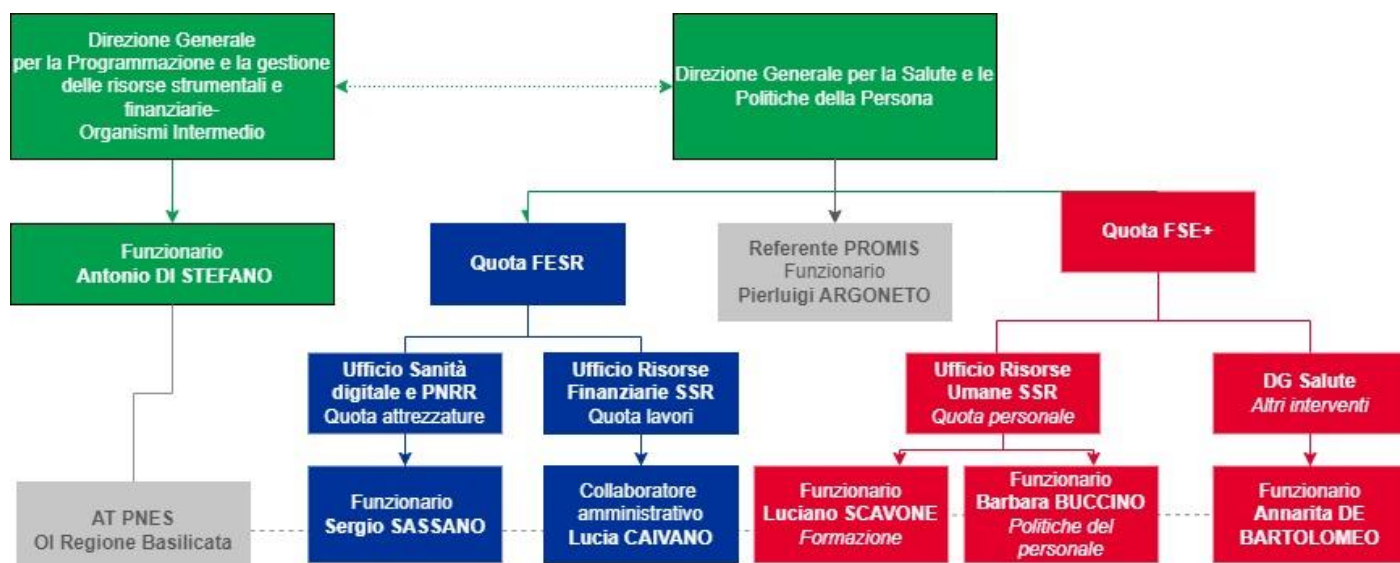 Direzione Generale
per la Programmazione e la gestione
delle risorse strumentali e
finanziarie-
Organismi Intermedio
Direzione Generale per la Salute e le
Politiche della Persona
Funzionario
Antonio DI STEFANO
Quota FESR
Referente PROMIS
Funzionario
Pierluigi ARGONETO
Quota FSE+
Ufficio Sanità
digitale e PNRR
Quota attrezzature
Ufficio Risorse
Finanziarie SSR
Quota lavori
Ufficio Risorse
Umane SSR
Quota personale
DG Salute
Altri interventi
AT PNES
OI Regione Basilicata
Funzionario
Sergio SASSANO
Collaboratore
amministrativo
Lucia CAIVANO
Funzionario
Luciano SCAVONE
Formazione
Funzionario
Barbara BUCCINO
Politiche del
personale
Funzionario
Annarita DE
BARTOLOMEO